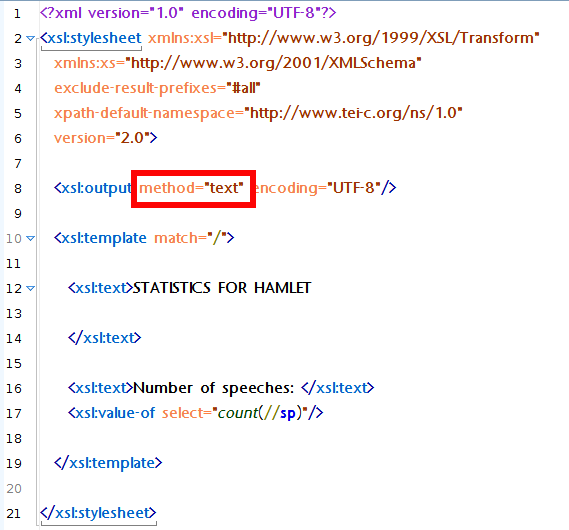 1 <?xml version="1.0" encoding="UTF-8"?>
2 <xsl:stylesheet xmlns:xsl="http://www.w3.org/1999/XSL/Transform"
3 xmlns:xs="http://www.w3.org/2001/XMLSchema"
4 exclude-result-prefixes="#all"
5 xpath-default-namespace="http://www.tei-c.org/ns/1.0"
6 version="2.0">
7
8 <xsl:output method="text" encoding="UTF-8"/>
9
10 <xsl:template match="/">
11
12 <xsl:text>STATISTICS FOR HAMLET
13
14 </xsl:text>
15
16 <xsl:text>Number of speeches: </xsl:text>
17 <xsl:value-of select="count(//sp)"/>
18
19 </xsl:template>
20
21 </xsl:stylesheet>